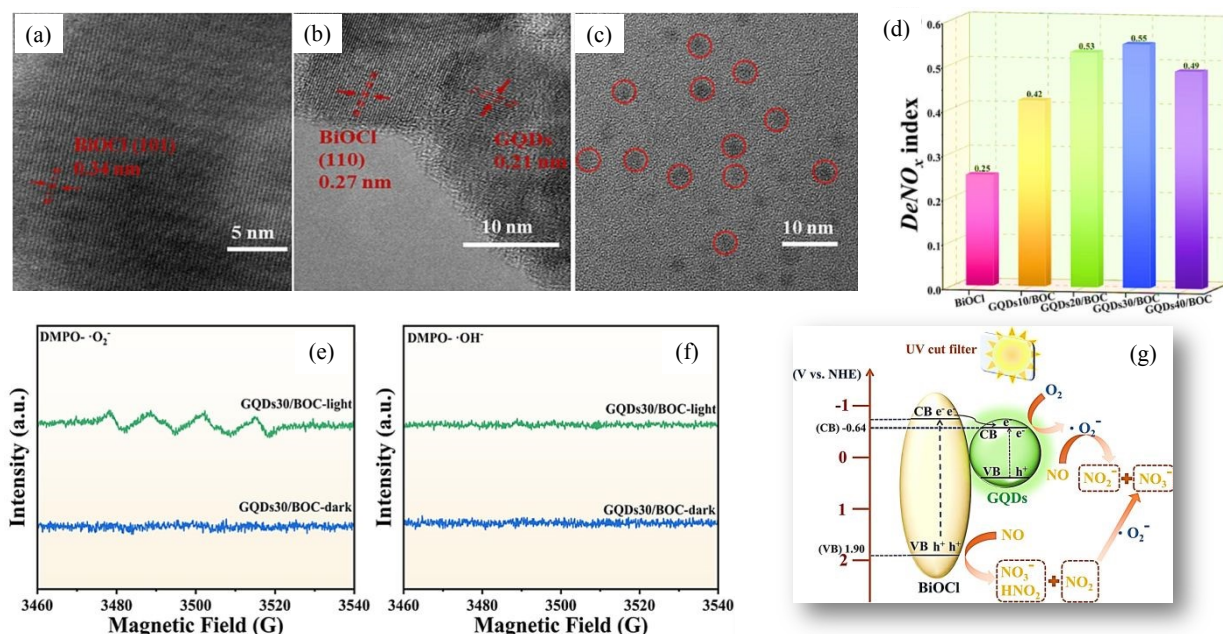 (a)
BiOCl (101)
0.34 nm
5 nm
(b)
BiOCl
(110)
0.27 nm
GQDs
0.21 nm
10 nm
(c)
10 nm
(d)
DeNOx index
0.6
0.5
0.4
0.3
0.2
0.1
0.0
0.25
0.42
0.53
0.55
0.49
BiOCl
GQDs10/BOC
GQDs20/BOC
GQDs30/BOC
GQDs40/BOC
DMPO- ·O₂⁻
(e)
GQDs30/BOC-light
GQDs30/BOC-dark
Intensity (a.u.)
3460 3480 3500 3520 3540
Magnetic Field (G)
DMPO- ·OH⁻
(f)
GQDs30/BOC-light
GQDs30/BOC-dark
Intensity (a.u.)
3460 3480 3500 3520 3540
Magnetic Field (G)
(g)
UV cut filter
(V vs. NHE)
-1
(CB) -0.64
0
1
(VB) 1.90
2
CB e⁻ e⁻
VB h⁺ h⁺
BiOCl
e⁻
CB e⁻
VB h⁺
GQDs
O₂
· O₂⁻
NO
NO₂⁻ + NO₃⁻
NO
· O₂⁻
NO₃⁻
HNO₂
+ NO₂